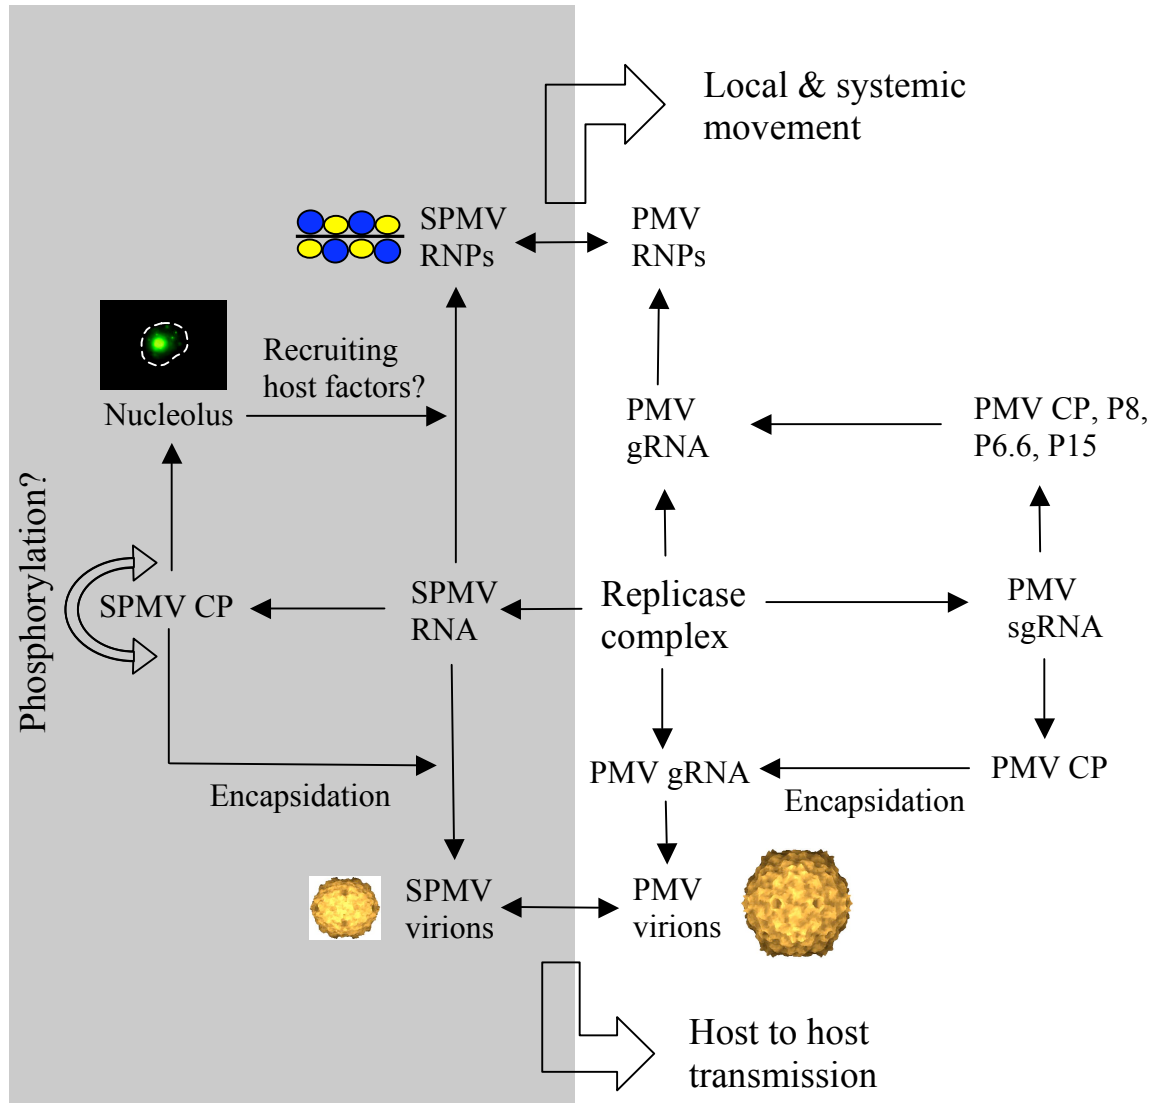 Local & systemic
movement
SPMV
RNPs
PMV
RNPs
Recruiting
host factors?
Nucleolus
PMV
gRNA
PMV CP, P8,
P6.6, P15
Phosphorylation?
SPMV CP
SPMV
RNA
Replicase
complex
PMV
sgRNA
Encapsidation
PMV gRNA
Encapsidation
PMV CP
SPMV
virions
PMV
virions
Host to host
transmission